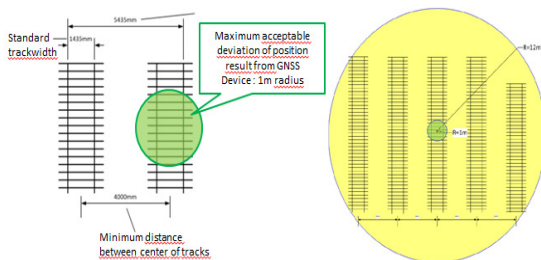 5435mm
Standard
trackwidth
1435mm
Maximum acceptable
deviation of position
result from GNSS
Device : 1m radius
4000mm
Minimum distance
between center of tracks
R=12m
R=1m